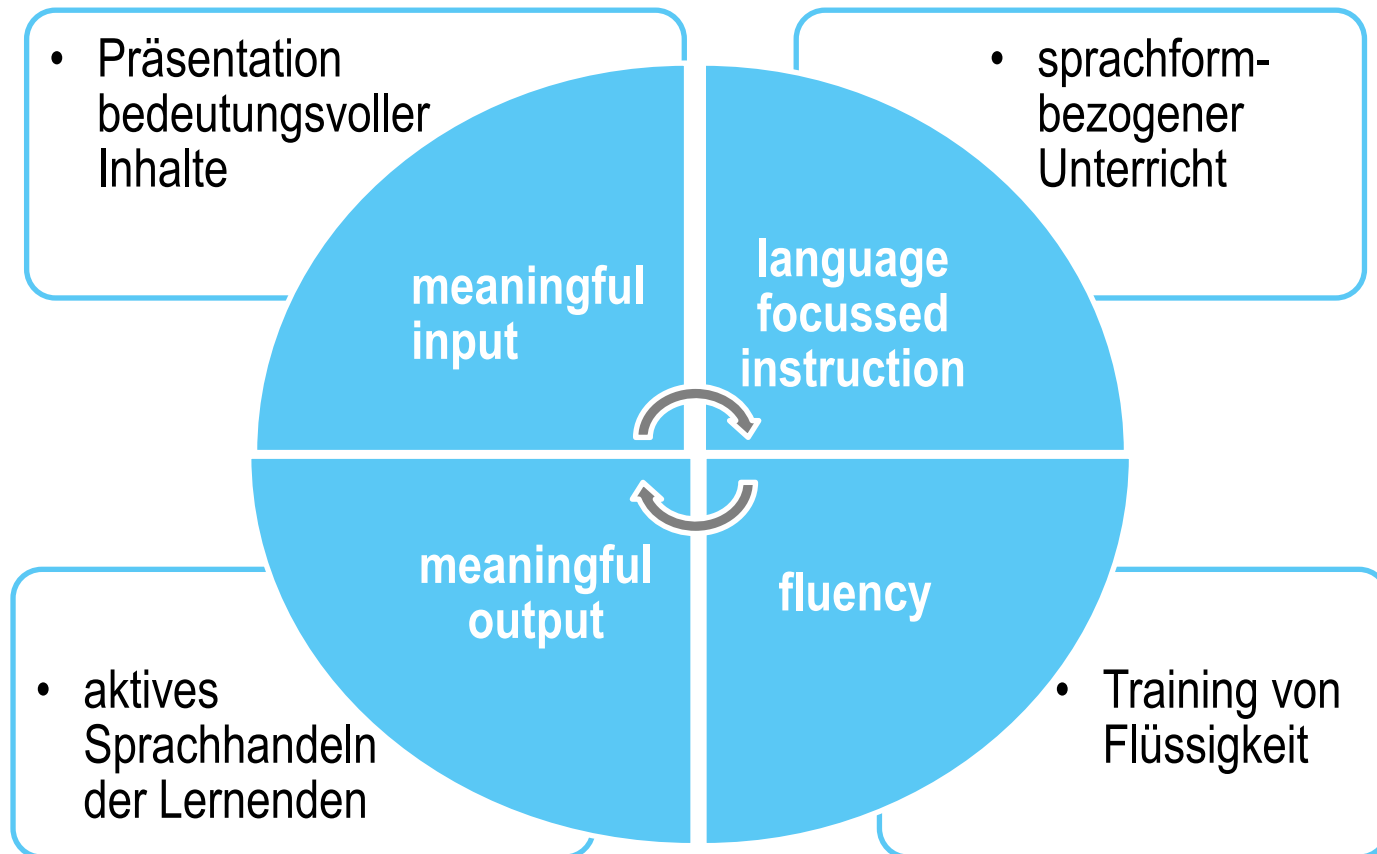 • Präsentation
bedeutungsvoller
Inhalte
• sprachform-
bezogener
Unterricht
meaningful
input
language
focussed
instruction
meaningful
output
fluency
• aktives
Sprachhandeln
der Lernenden
• Training von
Flüssigkeit